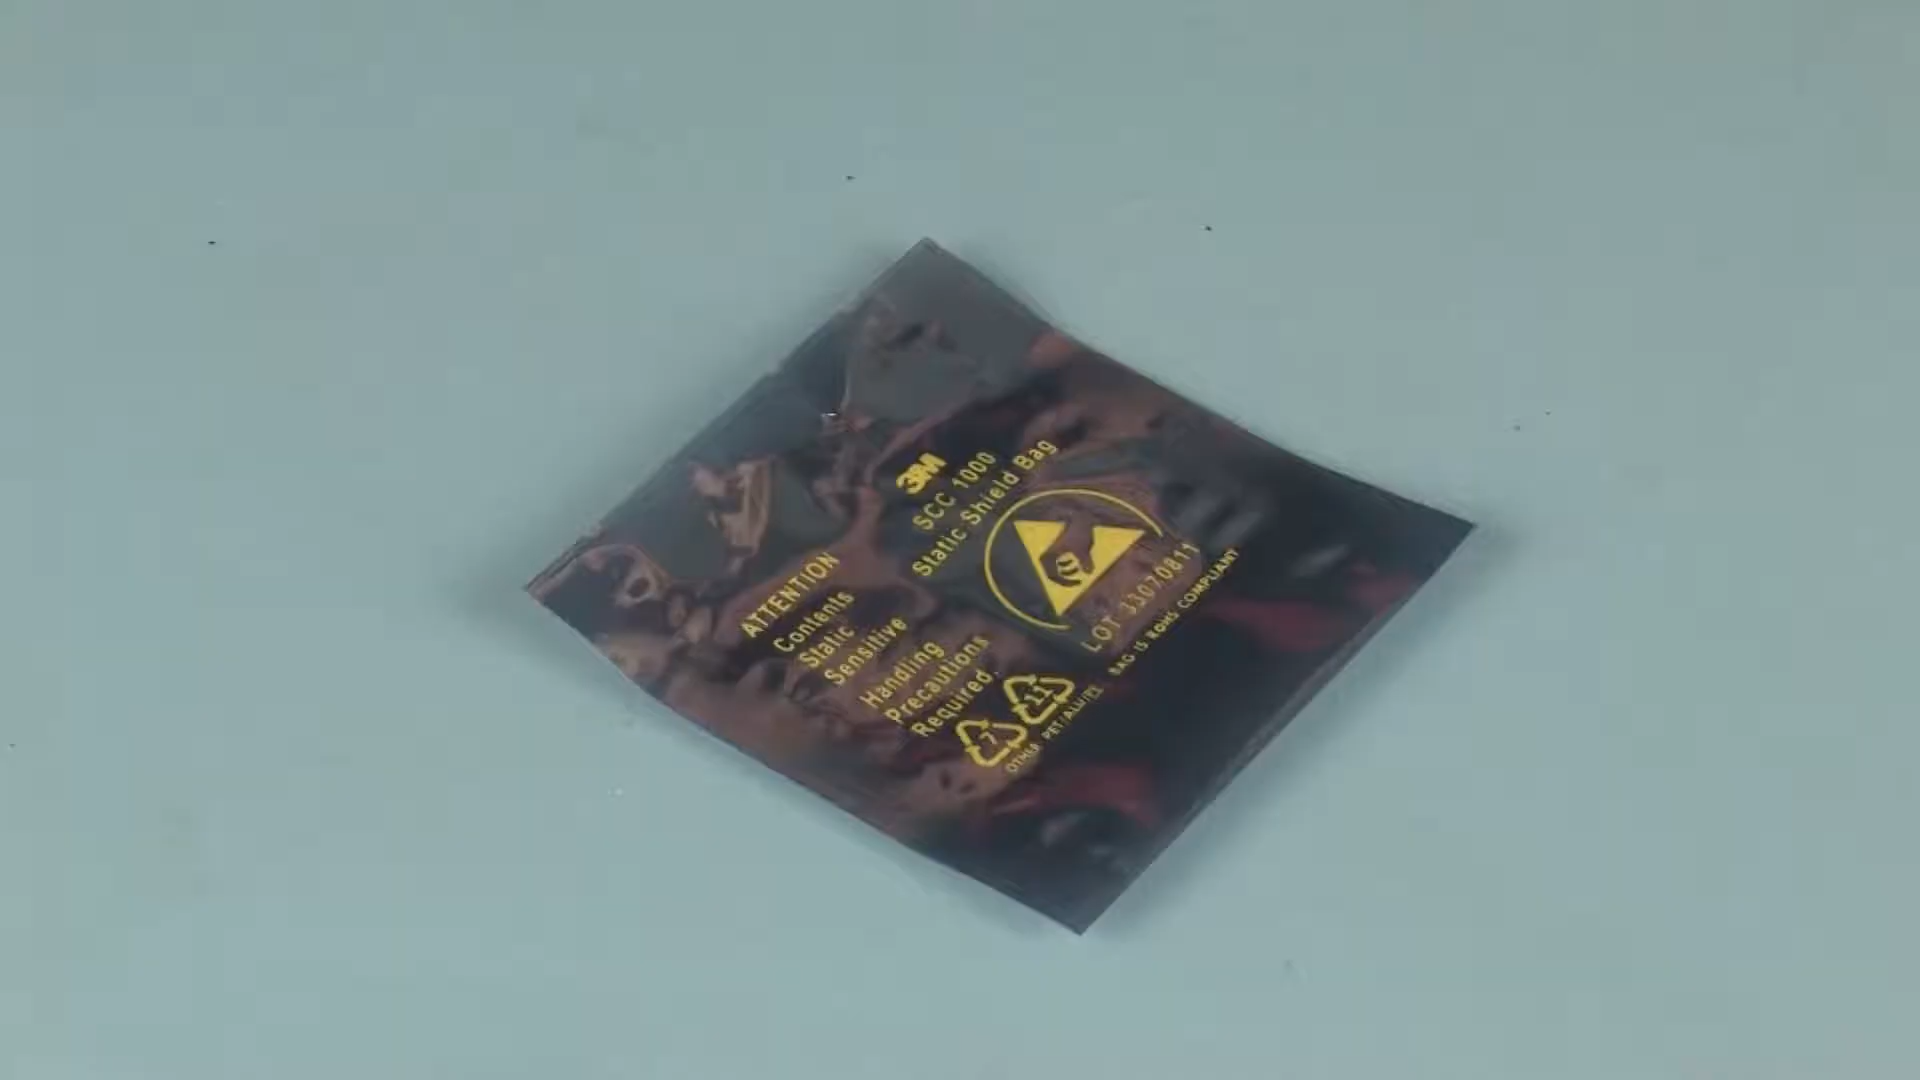 3M
SCC 1000
Static Shield Bag
ATTENTION
Contents
Static
Sensitive
Handling
Precautions
Required
LOT 33070811
BAG IS ROHS COMPLIANT
7
11
OTHER PET/ALU/PE